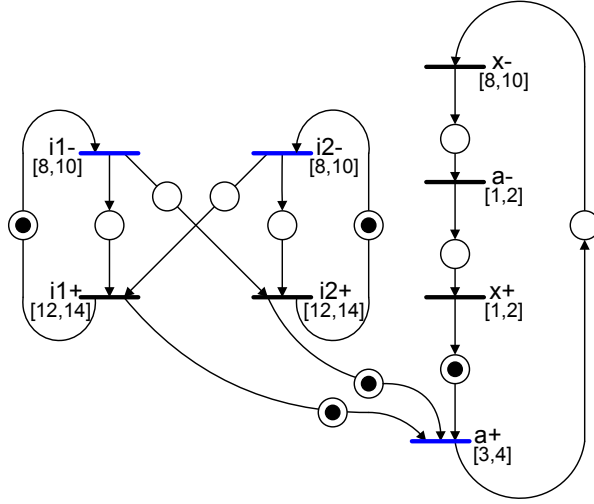 x-
[8,10]
i1-
[8,10]
i2-
[8,10]
a-
[1,2]
i1+
[12,14]
i2+
[12,14]
x+
[1,2]
a+
[3,4]